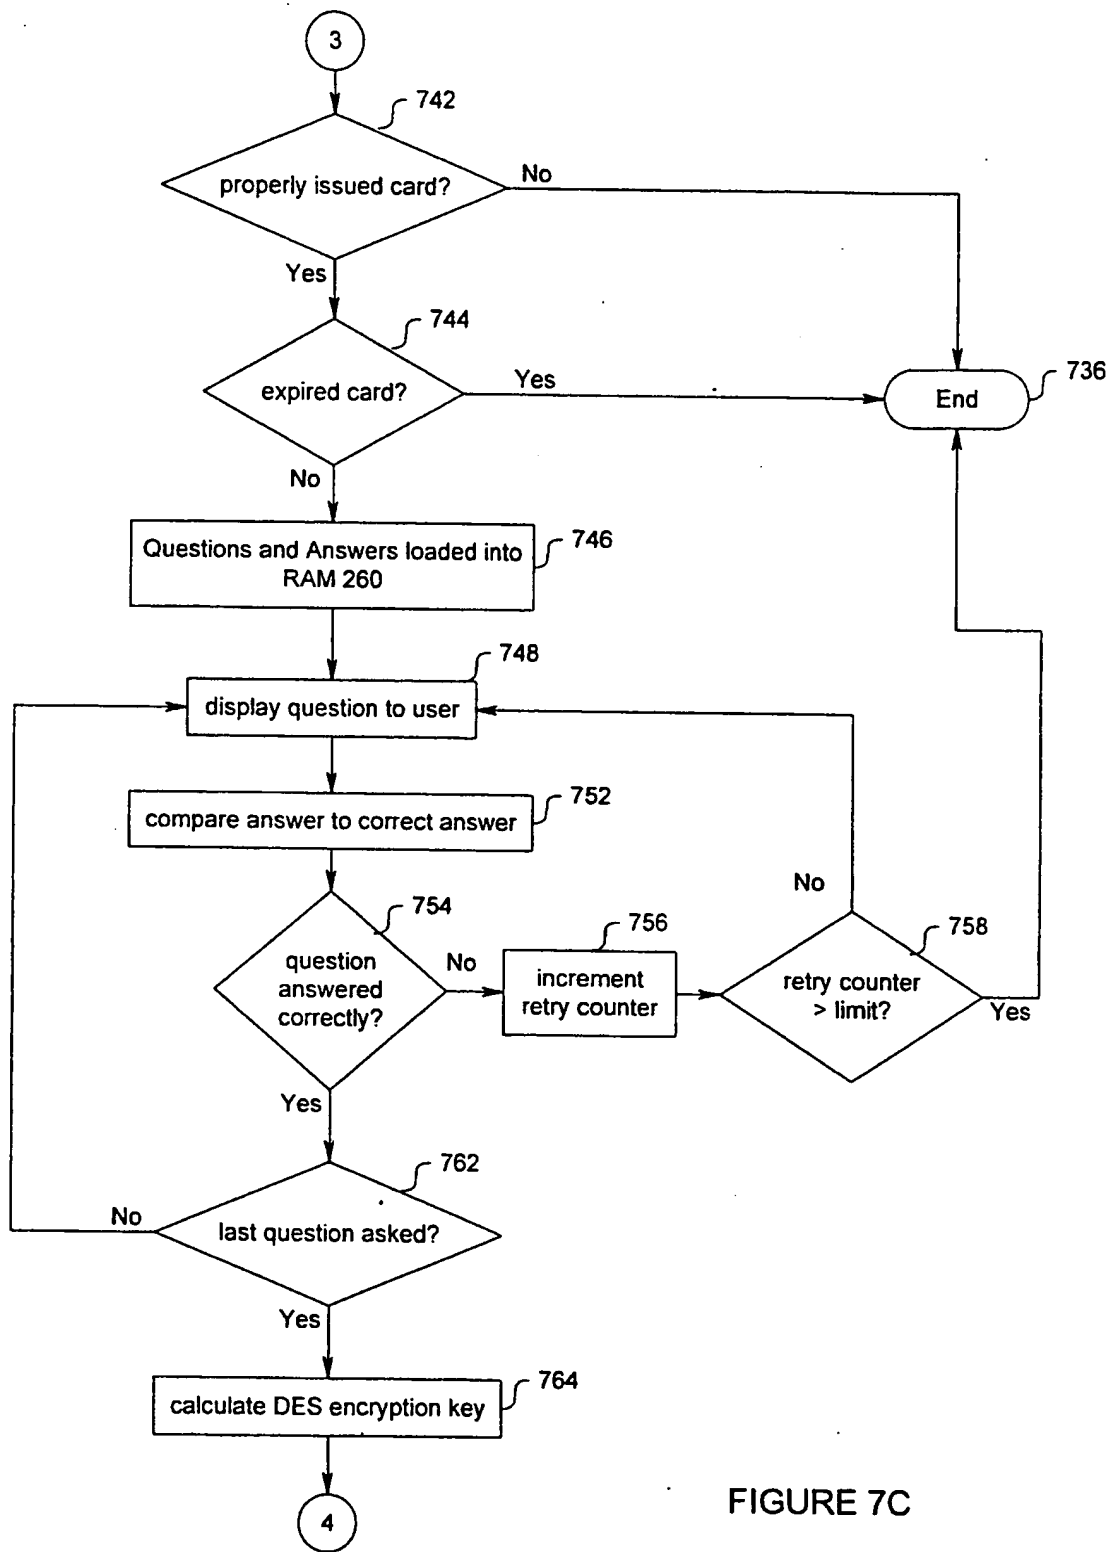 3
742
properly issued card?
No
Yes
744
expired card?
Yes
736
End
No
746
Questions and Answers loaded into
RAM 260
748
display question to user
752
compare answer to correct answer
754
question
answered
correctly?
No
756
increment
retry counter
No
758
retry counter
> limit?
Yes
Yes
762
last question asked?
No
Yes
764
calculate DES encryption key
4
FIGURE 7C